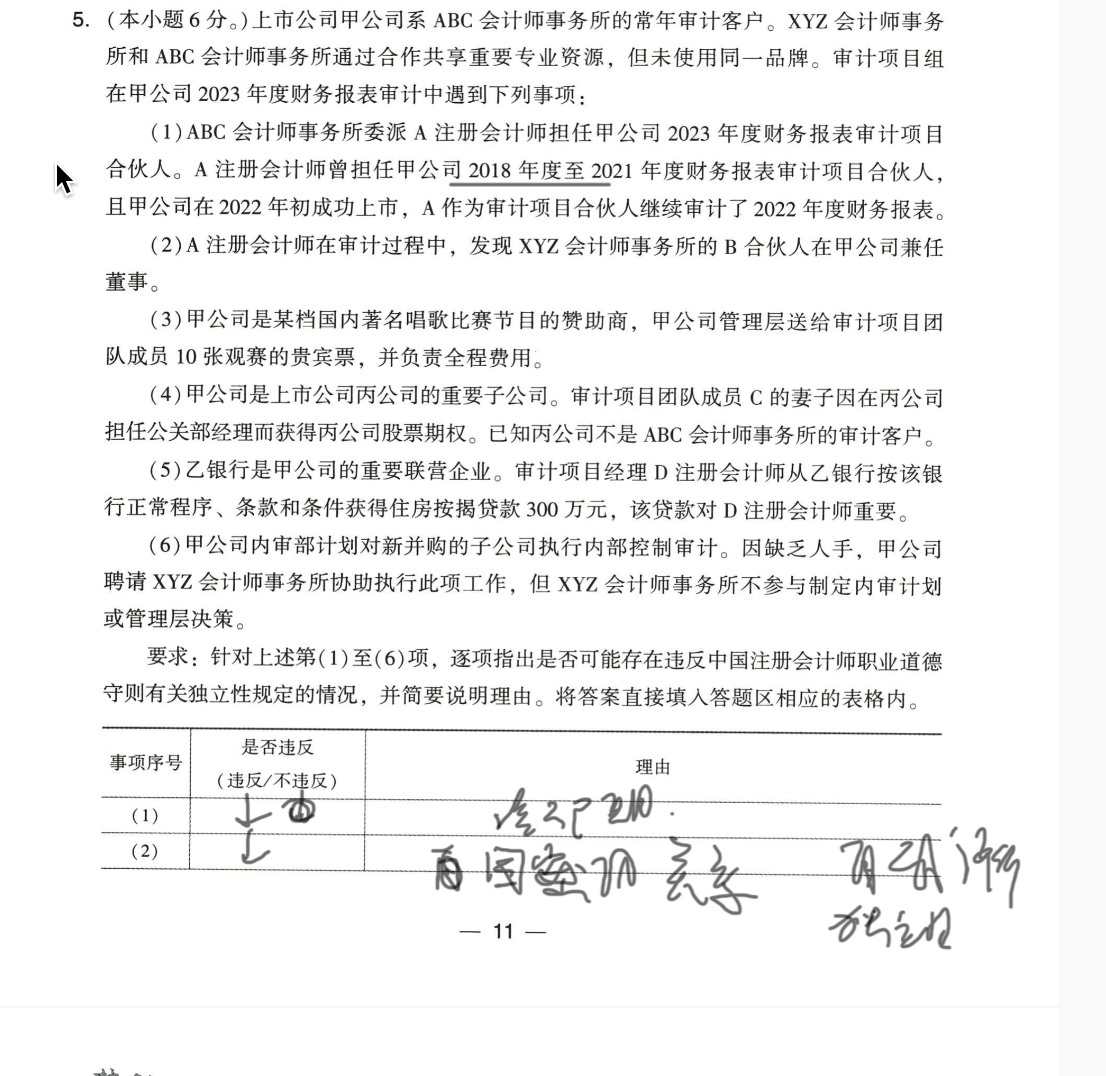 5. (本小题6分。)上市公司甲公司系 ABC 会计师事务所的常年审计客户。XYZ 会计师事务
所和 ABC 会计师事务所通过合作共享重要专业资源，但未使用同一品牌。审计项目组
在甲公司 2023 年度财务报表审计中遇到下列事项：
(1)ABC 会计师事务所委派 A 注册会计师担任甲公司 2023 年度财务报表审计项目
合伙人。A 注册会计师曾担任甲公司 2018 年度至 2021 年度财务报表审计项目合伙人，
且甲公司在 2022 年初成功上市，A 作为审计项目合伙人继续审计了 2022 年度财务报表。
(2)A 注册会计师在审计过程中，发现 XYZ 会计师事务所的 B 合伙人在甲公司兼任
董事。
(3)甲公司是某档国内著名唱歌比赛节目的赞助商，甲公司管理层送给审计项目团
队成员 10 张观赛的贵宾票，并负责全程费用。
(4)甲公司是上市公司丙公司的重要子公司。审计项目团队成员 C 的妻子因在丙公司
担任公关部经理而获得丙公司股票期权。已知丙公司不是 ABC 会计师事务所的审计客户。
(5)乙银行是甲公司的重要联营企业。审计项目经理 D 注册会计师从乙银行按该银
行正常程序、条款和条件获得住房按揭贷款 300 万元，该贷款对 D 注册会计师重要。
(6)甲公司内审部计划对新并购的子公司执行内部控制审计。因缺乏人手，甲公司
聘请 XYZ 会计师事务所协助执行此项工作，但 XYZ 会计师事务所不参与制定内审计划
或管理层决策。
要求：针对上述第(1)至(6)项，逐项指出是否可能存在违反中国注册会计师职业道德
守则有关独立性规定的情况，并简要说明理由。将答案直接填入答题区相应的表格内。
事项序号 是否违反 (违反/不违反) 理由
(1)
(2)
关系
独立性
— 11 —